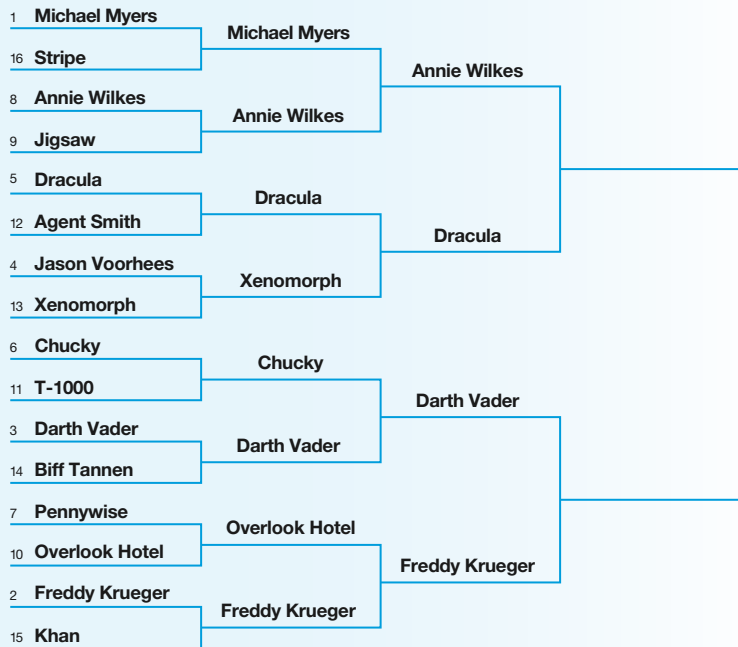 1 Michael Myers
16 Stripe
8 Annie Wilkes
9 Jigsaw
5 Dracula
12 Agent Smith
4 Jason Voorhees
13 Xenomorph
6 Chucky
11 T-1000
3 Darth Vader
14 Biff Tannen
7 Pennywise
10 Overlook Hotel
2 Freddy Krueger
15 Khan
Michael Myers
Annie Wilkes
Dracula
Xenomorph
Chucky
Darth Vader
Overlook Hotel
Freddy Krueger
Annie Wilkes
Dracula
Darth Vader
Freddy Krueger